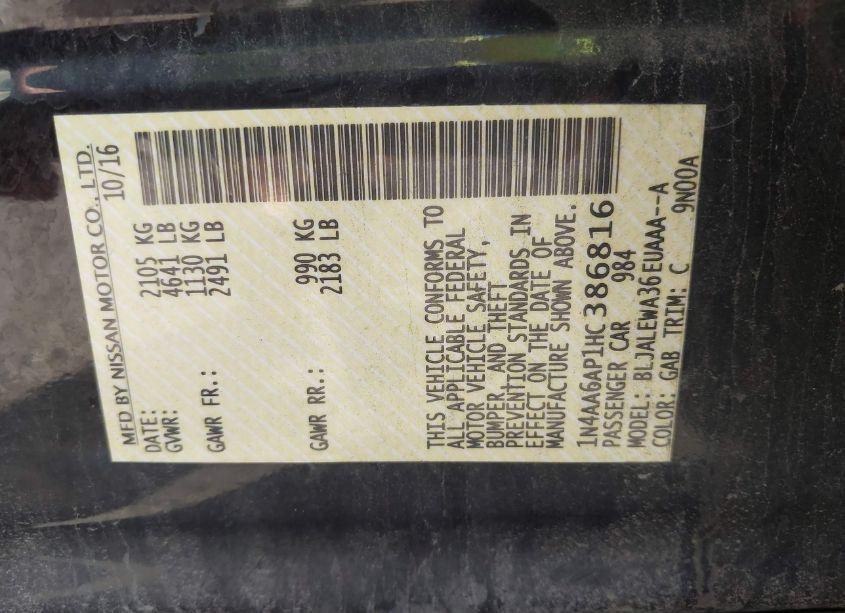 MFD BY NISSAN MOTOR CO., LTD.
DATE: 10/16
GVWR: 2105 KG
4641 LB
GAWR FR.: 1130 KG
2491 LB
GAWR RR.: 990 KG
2183 LB
THIS VEHICLE CONFORMS TO
ALL APPLICABLE FEDERAL
MOTOR VEHICLE SAFETY,
BUMPER, AND THEFT
PREVENTION STANDARDS IN
EFFECT ON THE DATE OF
MANUFACTURE SHOWN ABOVE.
1N4AA6AP1HC386816
PASSENGER CAR 984
MODEL: BLJALEWA36EUAAA--A
COLOR: GAB TRIM: C 9N00A